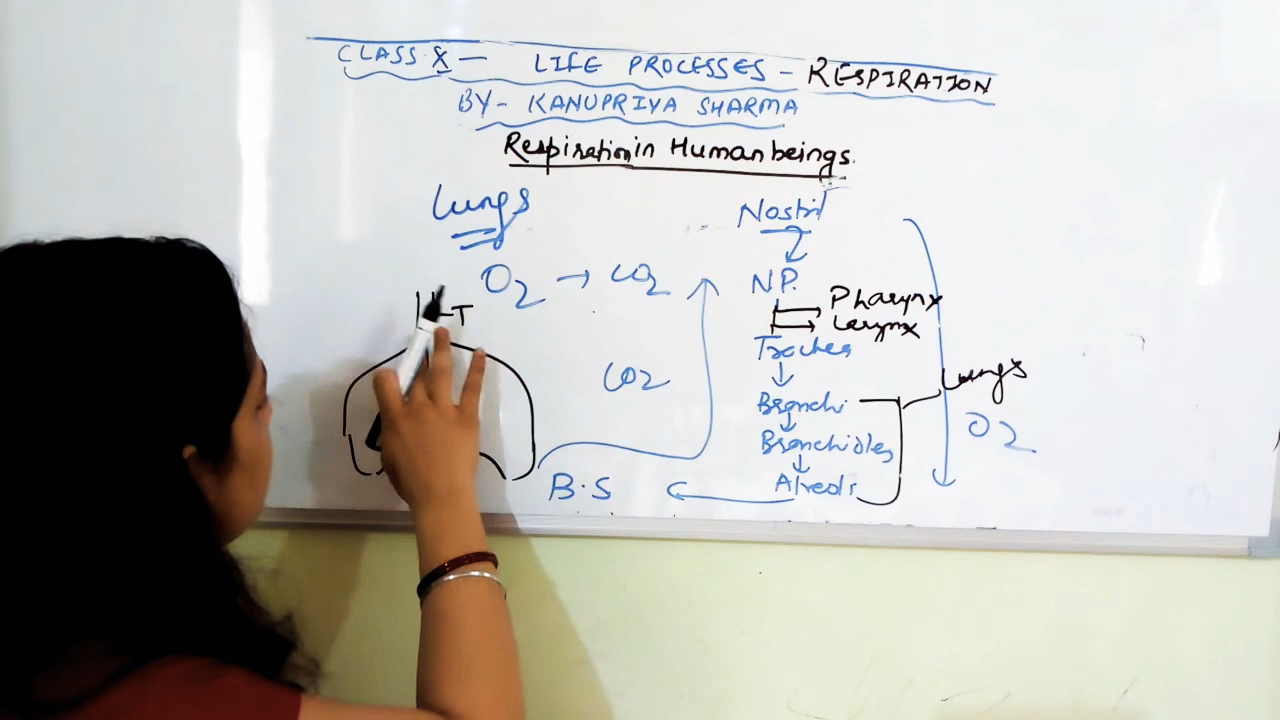 CLASS X — LIFE PROCESSES - RESPIRATION
BY- KANUPRIYA SHARMA
Respiration in Human beings.
Lungs
O2 → CO2
T
CO2
B.S
Nostril
N.P.
Pharynx
Larynx
Trachea
Bronchi
Bronchioles
Alveoli
Lungs
O2